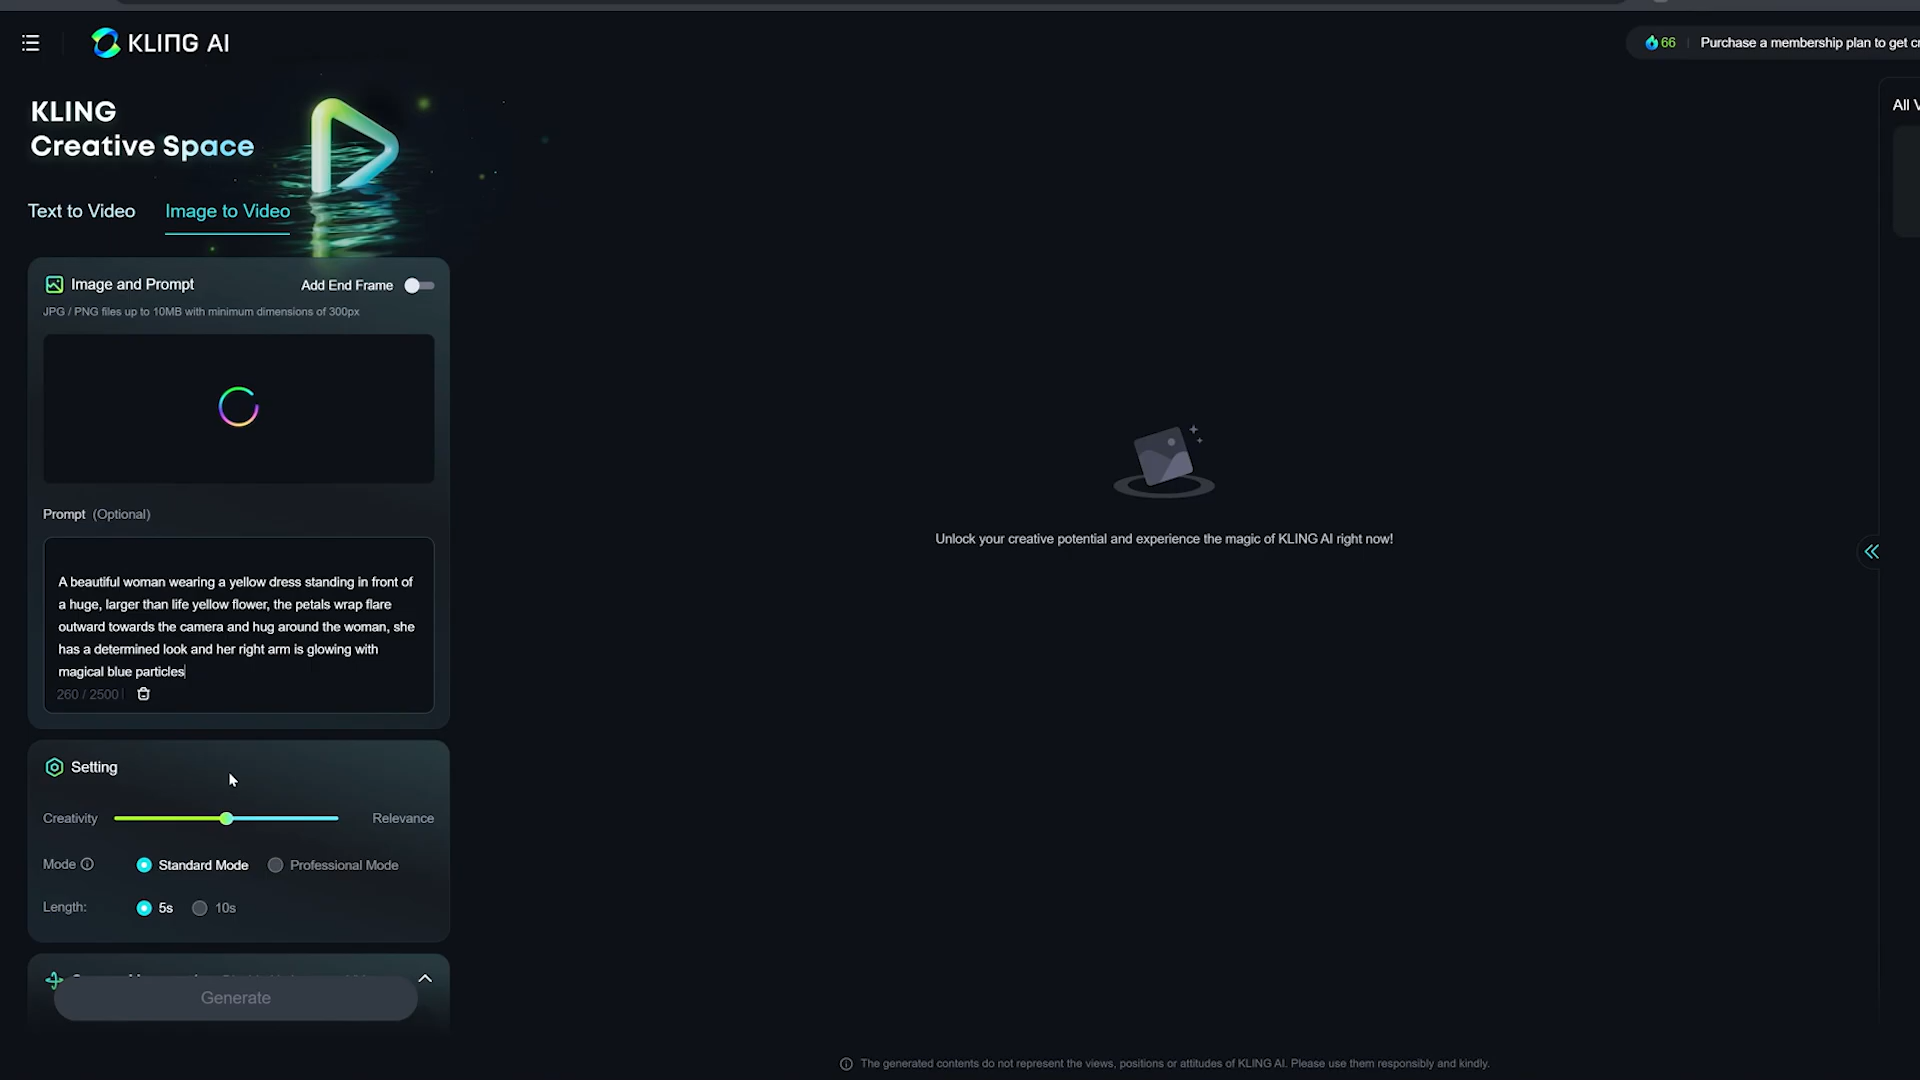 KLING AI
66
Purchase a membership plan to get
KLING
Creative Space
All
Text to Video
Image to Video
Image and Prompt
Add End Frame
JPG / PNG files up to 10MB with minimum dimensions of 300px
Prompt (Optional)
A beautiful woman wearing a yellow dress standing in front of
a huge, larger than life yellow flower, the petals wrap flare
outward towards the camera and hug around the woman, she
has a determined look and her right arm is glowing with
magical blue particles
260 / 2500
Unlock your creative potential and experience the magic of KLING AI right now!
Setting
Creativity
Relevance
Mode
Standard Mode
Professional Mode
Length:
5s
10s
Generate
The generated contents do not represent the views, positions or attitudes of KLING AI. Please use them responsibly and kindly.